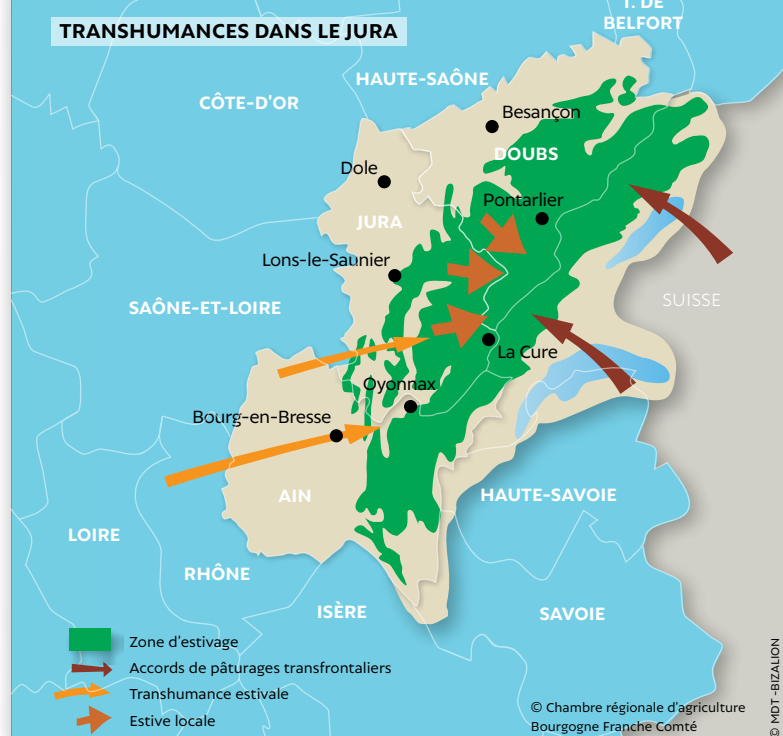 T. DE
BELFORT
TRANSHUMANCES DANS LE JURA
HAUTE-SAÔNE
CÔTE-D'OR
Besançon
DOUBS
Dole
Pontarlier
JURA
Lons-le-Saunier
SUISSE
SAÔNE-ET-LOIRE
La Cure
Oyonnax
Bourg-en-Bresse
AIN
HAUTE-SAVOIE
LOIRE
RHÔNE
ISÈRE
SAVOIE
Zone d'estivage
Accords de pâturages transfrontaliers
Transhumance estivale
Estive locale
© Chambre régionale d'agriculture
Bourgogne Franche Comté
© MDT -BIZALION